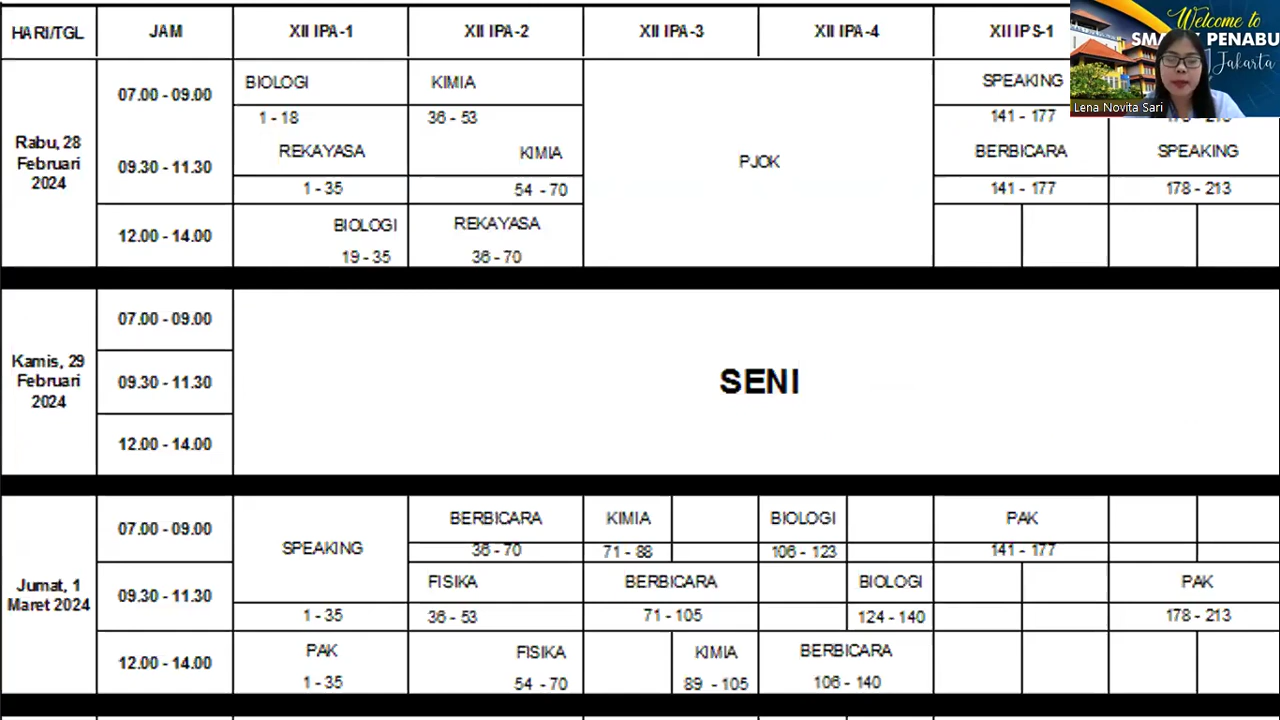 HARI/TGL JAM XII IPA-1 XII IPA-2 XII IPA-3 XII IPA-4 XII IPS-1
Welcome to
PENABU
Jakarta
Lena Novita Sari
Rabu, 28
Februari
2024
07.00 - 09.00 BIOLOGI KIMIA SPEAKING
1 - 18 36 - 53 141 - 177
09.30 - 11.30 REKAYASA KIMIA PJOK BERBICARA SPEAKING
1 - 35 54 - 70 141 - 177 178 - 213
12.00 - 14.00 BIOLOGI REKAYASA
19 - 35 36 - 70
Kamis, 29
Februari
2024
07.00 - 09.00
09.30 - 11.30 SENI
12.00 - 14.00
Jumat, 1
Maret 2024
07.00 - 09.00 SPEAKING BERBICARA KIMIA BIOLOGI PAK
36 - 70 71 - 88 106 - 123 141 - 177
09.30 - 11.30 FISIKA BERBICARA BIOLOGI PAK
1 - 35 36 - 53 71 - 105 124 - 140 178 - 213
12.00 - 14.00 PAK FISIKA KIMIA BERBICARA
1 - 35 54 - 70 89 - 105 106 - 140